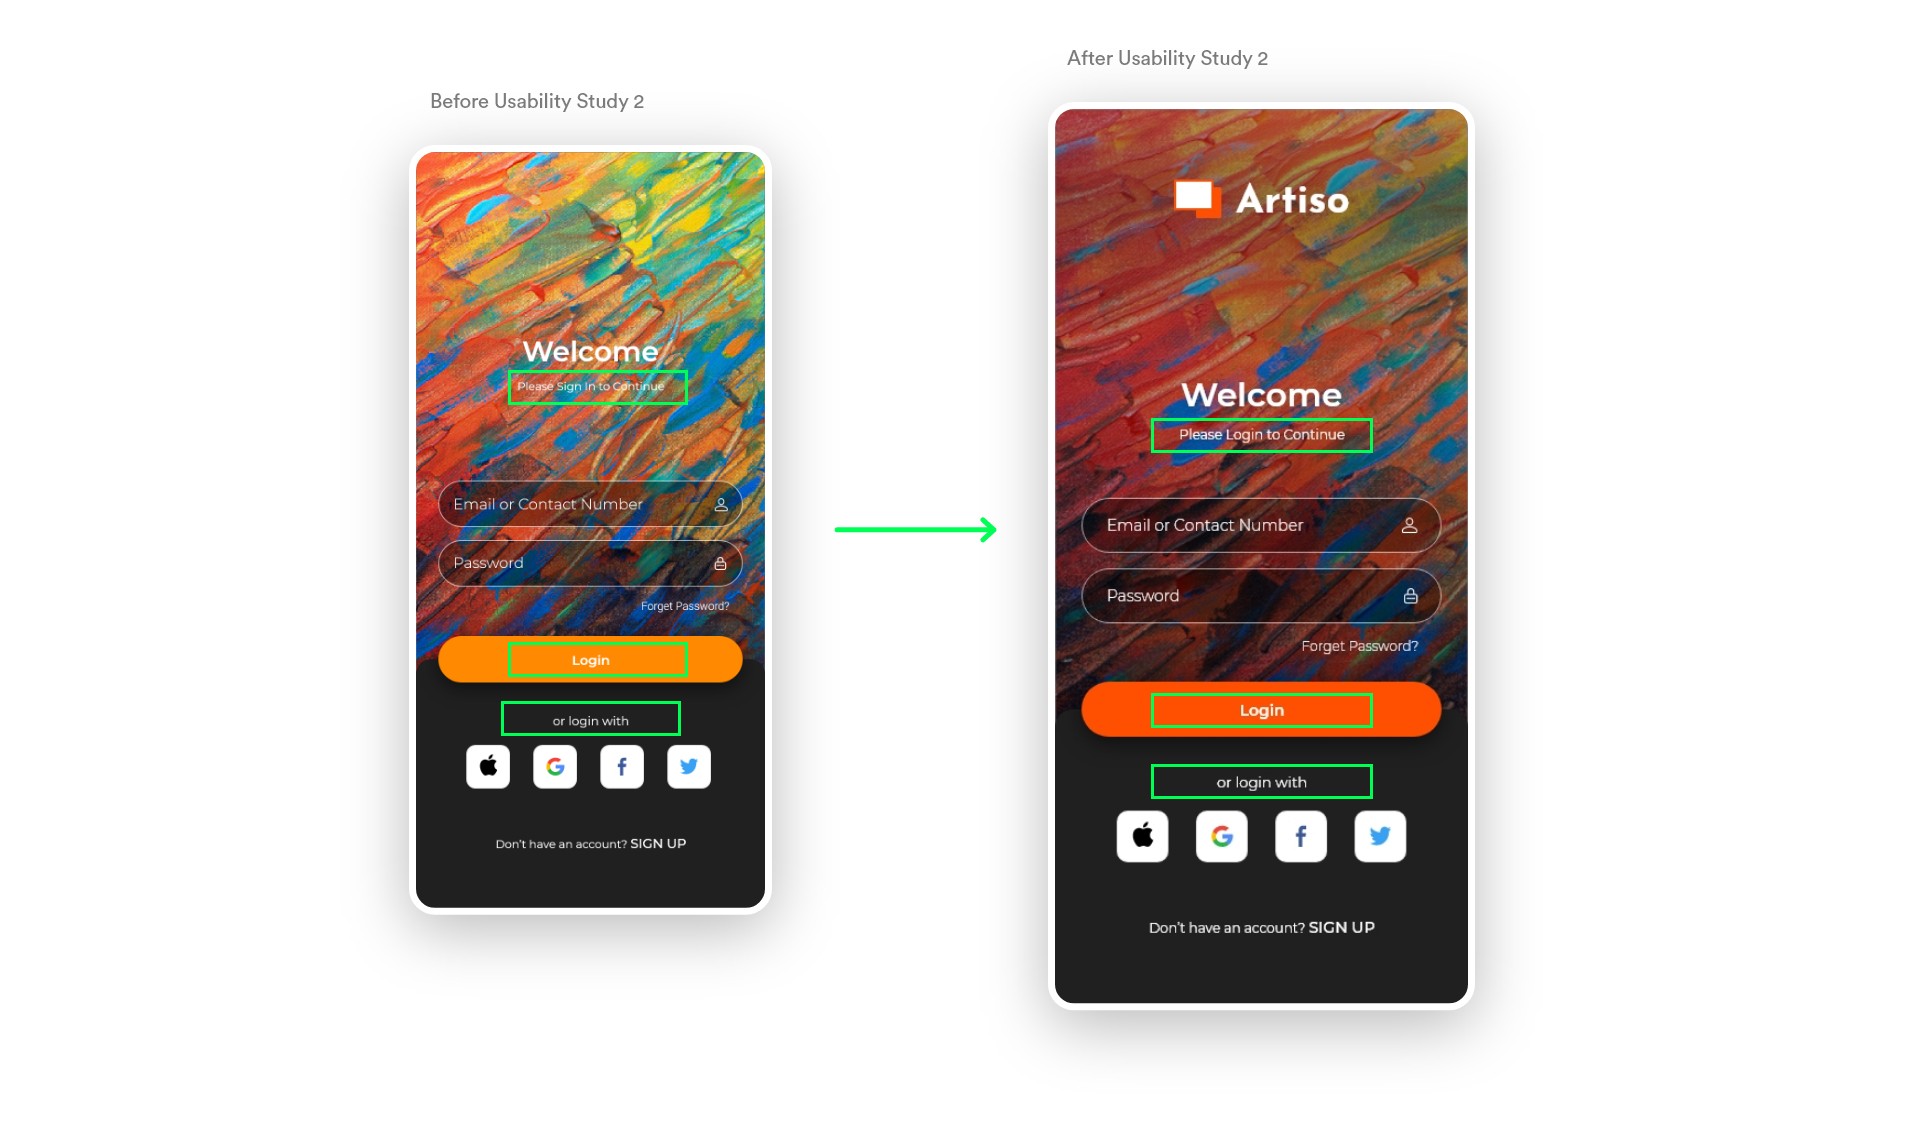 Before Usability Study 2
Welcome
Please Sign In to Continue
Email or Contact Number
Password
Forget Password?
Login
or login with
Don't have an account? SIGN UP
After Usability Study 2
Artiso
Welcome
Please Login to Continue
Email or Contact Number
Password
Forget Password?
Login
or login with
Don't have an account? SIGN UP